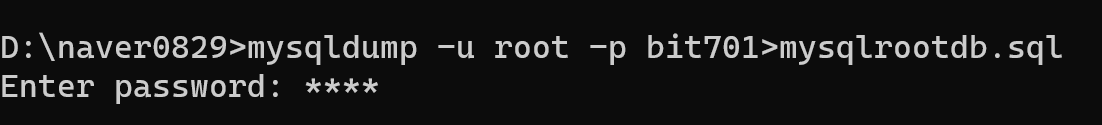 D:\naver0829>mysqldump -u root -p bit701>mysqlrootdb.sql
Enter password: ****